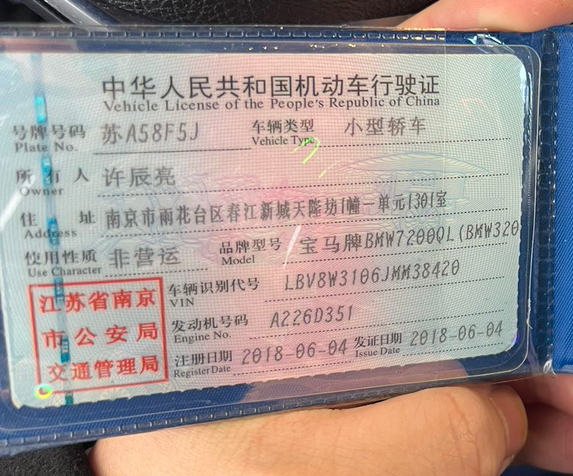 中华人民共和国机动车行驶证
Vehicle License of the People's Republic of China
号牌号码 苏A58F5J 车辆类型 小型轿车
Plate No. Vehicle Type
所有人 许辰亮
Owner
住址 南京市雨花台区春江新城天隆坊1幢一单元1301室
Address
使用性质 非营运 品牌型号 宝马牌BMW7200QL(BMW320
Use Character Model
江苏省南京市公安局交通管理局
车辆识别代号 LBV8W3106JMM38420
VIN
发动机号码 A226D351
Engine No.
注册日期 2018-06-04 发证日期 2018-06-04
Register Date Issue Date